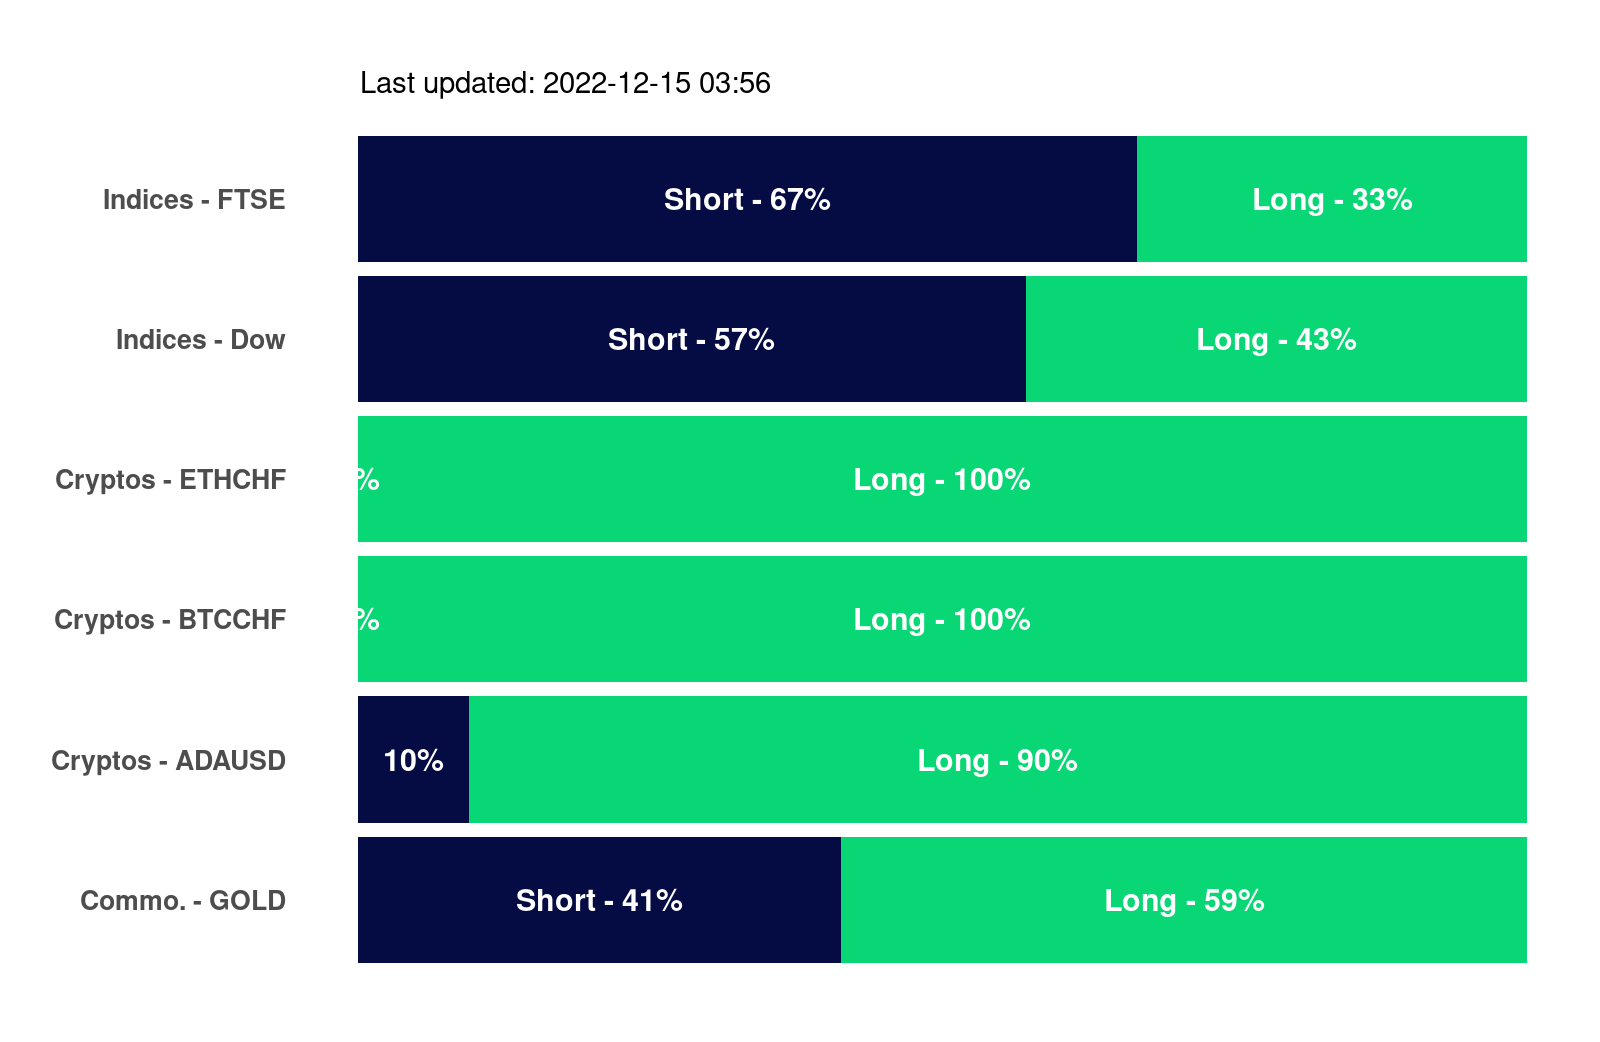 Last updated: 2022-12-15 03:56
Indices - FTSE Short - 67% Long - 33%
Indices - Dow Short - 57% Long - 43%
Cryptos - ETHCHF % Long - 100%
Cryptos - BTCCHF % Long - 100%
Cryptos - ADAUSD 10% Long - 90%
Commo. - GOLD Short - 41% Long - 59%